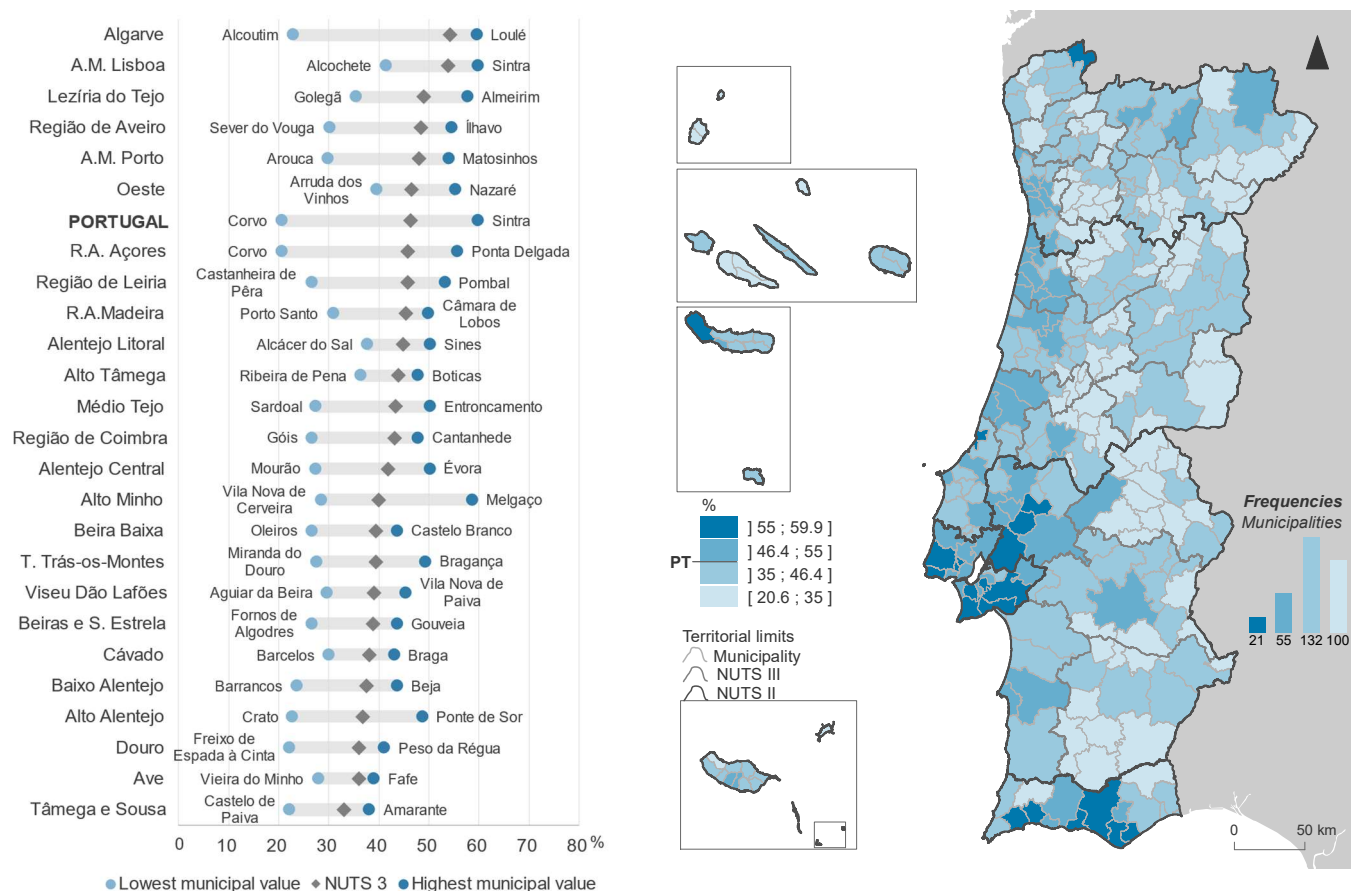 Algarve
Alcoutim
Loulé
A.M. Lisboa
Alcochete
Sintra
Lezíria do Tejo
Golegã
Almeirim
Região de Aveiro
Sever do Vouga
Ílhavo
A.M. Porto
Arouca
Matosinhos
Oeste
Arruda dos
Vinhos
Nazaré
PORTUGAL
Corvo
Sintra
R.A. Açores
Corvo
Ponta Delgada
Região de Leiria
Castanheira de
Pêra
Pombal
R.A.Madeira
Porto Santo
Câmara de
Lobos
Alentejo Litoral
Alcácer do Sal
Sines
Alto Tâmega
Ribeira de Pena
Boticas
Médio Tejo
Sardoal
Entroncamento
Região de Coimbra
Góis
Cantanhede
Alentejo Central
Mourão
Évora
Alto Minho
Vila Nova de
Cerveira
Melgaço
Beira Baixa
Oleiros
Castelo Branco
T. Trás-os-Montes
Miranda do
Douro
Bragança
Viseu Dão Lafões
Aguiar da Beira
Vila Nova de
Paiva
Beiras e S. Estrela
Fornos de
Algodres
Gouveia
Cávado
Barcelos
Braga
Baixo Alentejo
Barrancos
Beja
Alto Alentejo
Crato
Ponte de Sor
Douro
Freixo de
Espada à Cinta
Peso da Régua
Ave
Vieira do Minho
Fafe
Tâmega e Sousa
Castelo de
Paiva
Amarante
0 10 20 30 40 50 60 70 80 %
Lowest municipal value NUTS 3 Highest municipal value
%
] 55 ; 59.9 ]
] 46.4 ; 55 ]
PT
] 35 ; 46.4 ]
[ 20.6 ; 35 ]
Territorial limits
Municipality
NUTS III
NUTS II
Frequencies
Municipalities
21 55 132 100
0 50 km